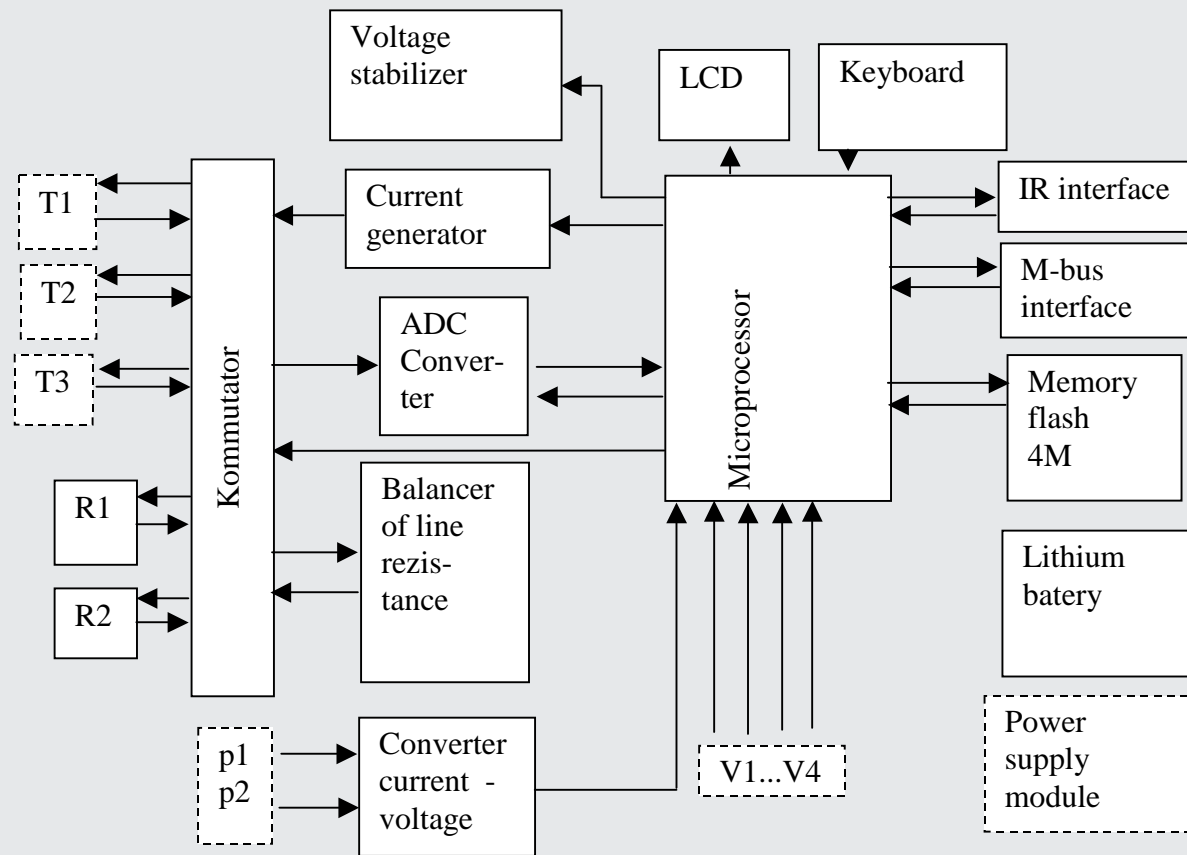 Voltage
stabilizer
LCD
Keyboard
T1
T2
T3
Kommutator
Current
generator
ADC
Conver-
ter
Microprocessor
IR interface
M-bus
interface
Memory
flash
4M
R1
R2
Balancer
of line
rezis-
tance
Lithium
batery
p1
p2
Converter
current -
voltage
V1...V4
Power
supply
module